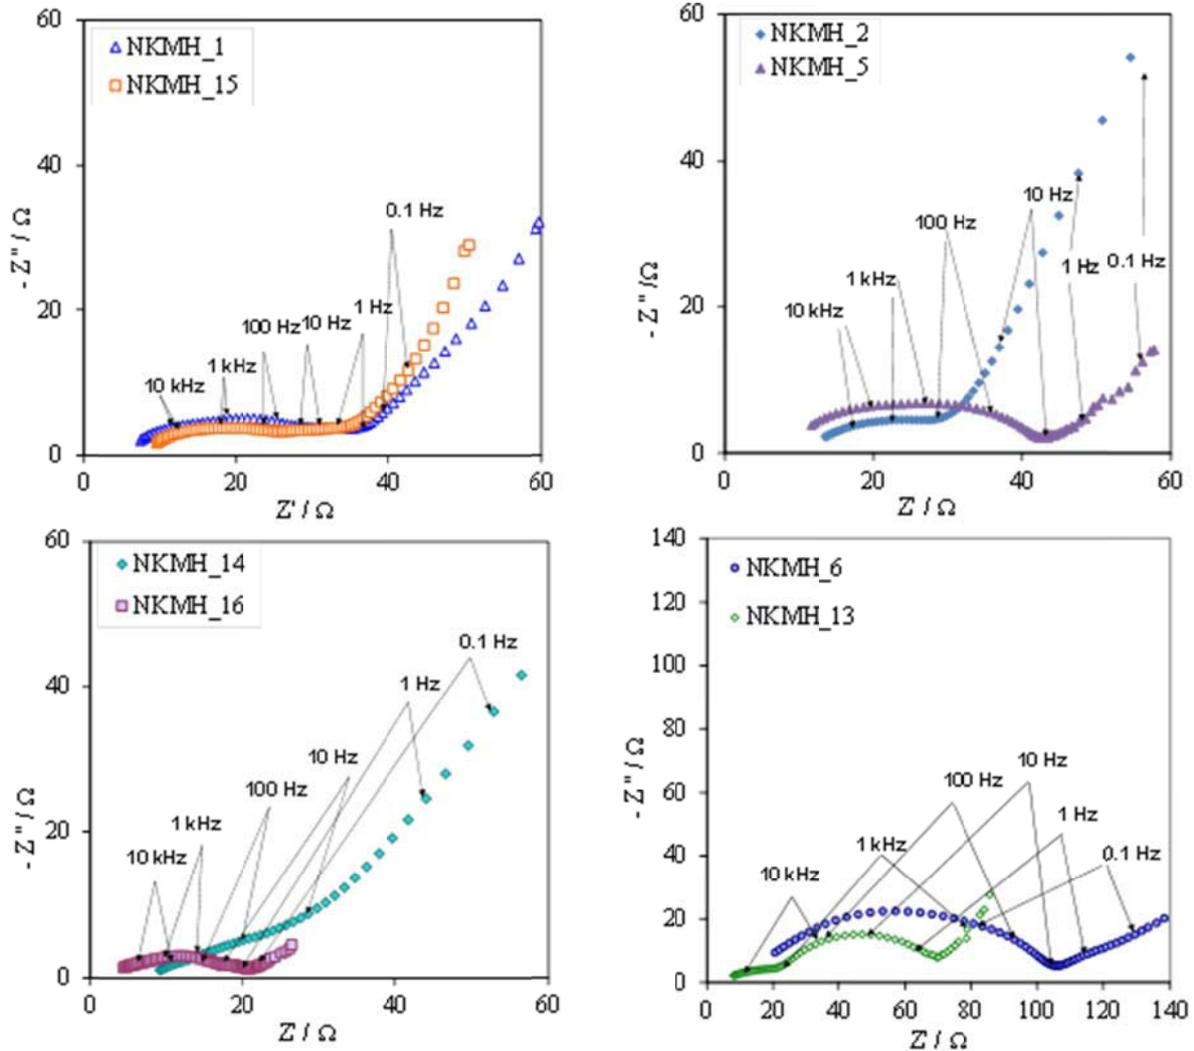 60
NKMH_1
NKMH_15
40
- Z'' / Ω
0.1 Hz
20
1 Hz
100 Hz
10 Hz
1 kHz
10 kHz
0
0
20
40
60
Z' / Ω
60
NKMH_2
NKMH_5
40
10 Hz
100 Hz
- Z'' /Ω
1 kHz
1 Hz
0.1 Hz
20
10 kHz
0
0
20
40
60
Z' / Ω
60
NKMH_14
NKMH_16
0.1 Hz
40
1 Hz
10 Hz
100 Hz
- Z'' / Ω
20
1 kHz
10 kHz
0
0
20
40
60
Z' / Ω
140
NKMH_6
120
NKMH_13
100
80
- Z'' / Ω
10 Hz
100 Hz
60
1 Hz
1 kHz
40
0.1 Hz
10 kHz
20
0
0
20
40
60
80
100
120
140
Z' / Ω